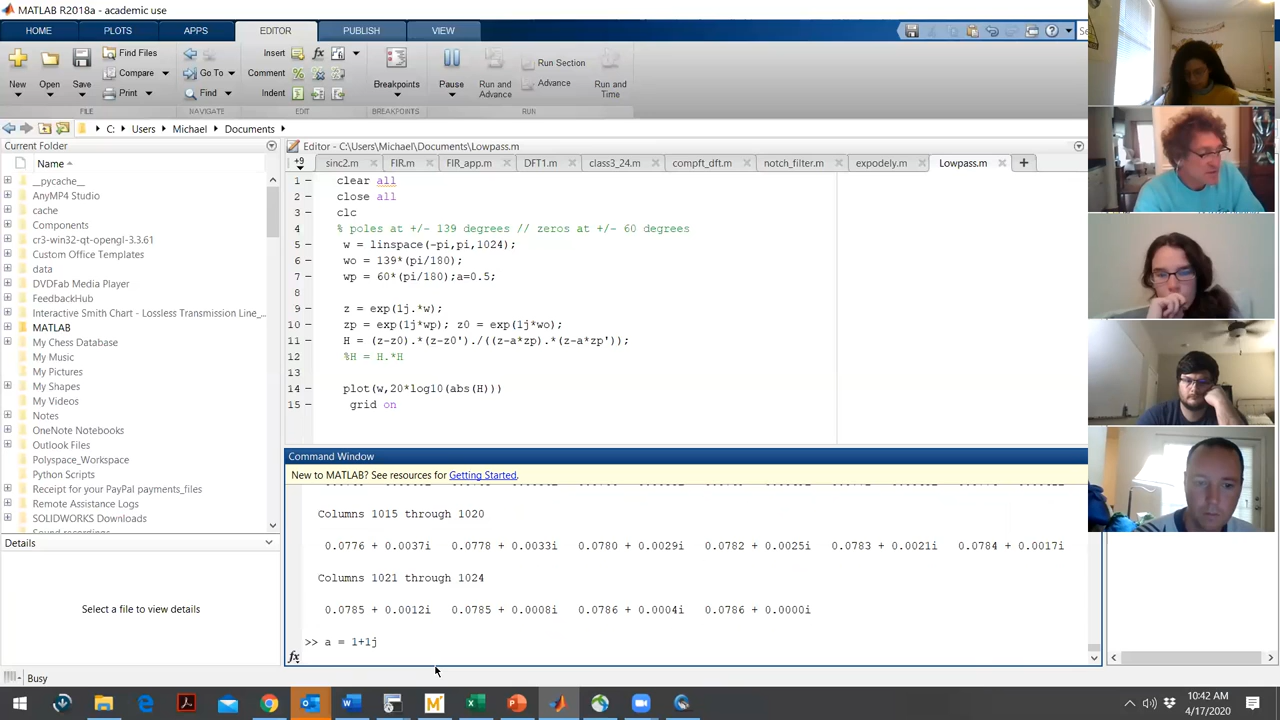 MATLAB R2018a - academic use
HOME PLOTS APPS EDITOR PUBLISH VIEW
New Open Save Find Files Compare Print Go To Find Insert Comment Indent Breakpoints Pause Run and Advance Run Section Advance Run and Time
FILE NAVIGATE EDIT BREAKPOINTS RUN
C: Users Michael Documents
Current Folder
Name
__pycache__
AnyMP4 Studio
cache
Components
cr3-win32-qt-opengl-3.3.61
Custom Office Templates
data
DVDFab Media Player
FeedbackHub
Interactive Smith Chart - Lossless Transmission Line_...
MATLAB
My Chess Database
My Music
My Pictures
My Shapes
My Videos
Notes
OneNote Notebooks
Outlook Files
Polyspace_Workspace
Python Scripts
Receipt for your PayPal payments_files
Remote Assistance Logs
SOLIDWORKS Downloads
Sound recordings
Details
Select a file to view details
Editor - C:\Users\Michael\Documents\Lowpass.m
+9 sinc2.m FIR.m FIR_app.m DFT1.m class3_24.m compft_dft.m notch_filter.m expodely.m Lowpass.m
1 clear all
2 close all
3 clc
4 % poles at +/- 139 degrees // zeros at +/- 60 degrees
5 w = linspace(-pi,pi,1024);
6 wo = 139*(pi/180);
7 wp = 60*(pi/180);a=0.5;
8
9 z = exp(1j.*w);
10 zp = exp(1j*wp); z0 = exp(1j*wo);
11 H = (z-z0).*(z-z0')./((z-a*zp).*(z-a*zp'));
12 %H = H.*H
13
14 plot(w,20*log10(abs(H)))
15 grid on
Command Window
New to MATLAB? See resources for Getting Started.
Columns 1015 through 1020
0.0776 + 0.0037i 0.0778 + 0.0033i 0.0780 + 0.0029i 0.0782 + 0.0025i 0.0783 + 0.0021i 0.0784 + 0.0017i
Columns 1021 through 1024
0.0785 + 0.0012i 0.0785 + 0.0008i 0.0786 + 0.0004i 0.0786 + 0.0000i
>> a = 1+1j
fx
Busy
10:42 AM
4/17/2020